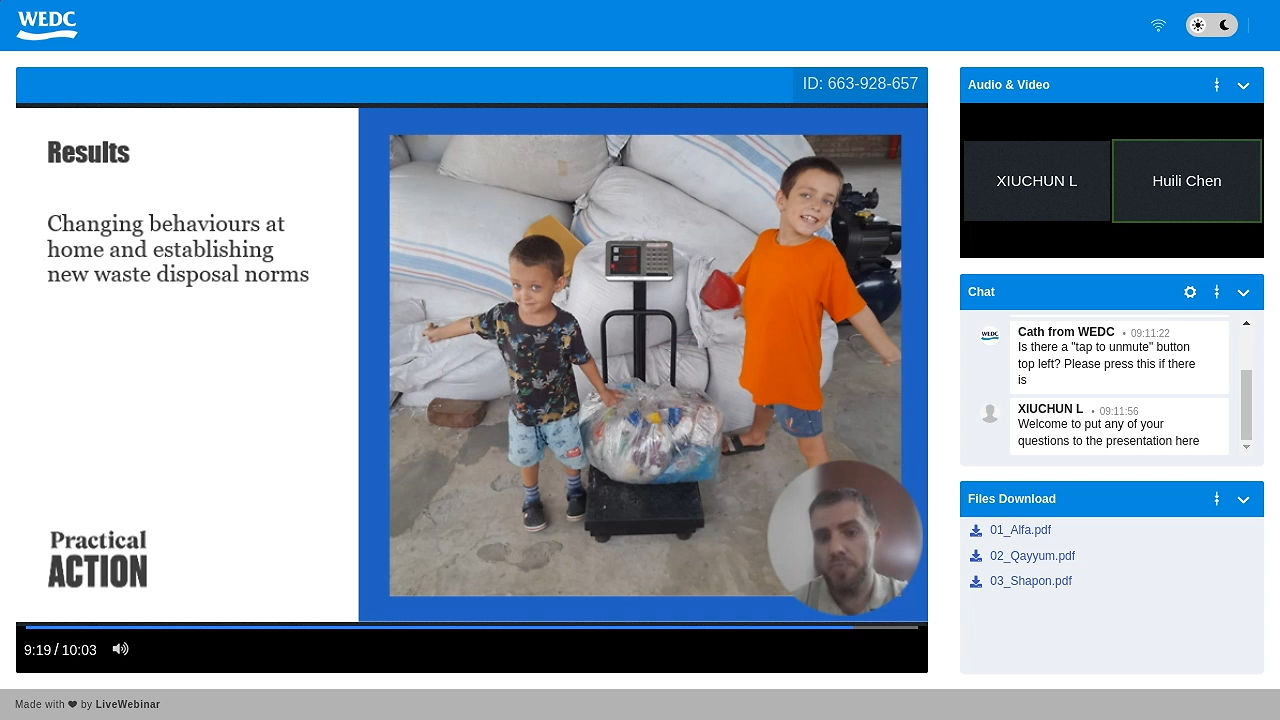 WEDC
ID: 663-928-657
Results
Changing behaviours at
home and establishing
new waste disposal norms
Practical
ACTION
9:19 / 10:03
Audio & Video
XIUCHUN L
Huili Chen
Chat
WEDC
Cath from WEDC • 09:11:22
Is there a "tap to unmute" button
top left? Please press this if there
is
XIUCHUN L • 09:11:56
Welcome to put any of your
questions to the presentation here
Files Download
01_Alfa.pdf
02_Qayyum.pdf
03_Shapon.pdf
Made with ❤ by LiveWebinar